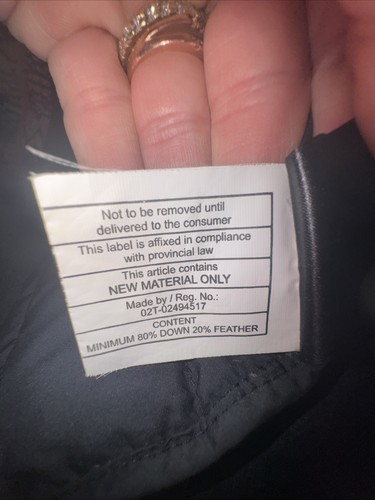 Not to be removed until
delivered to the consumer
This label is affixed in compliance
with provincial law
This article contains
NEW MATERIAL ONLY
Made by / Reg. No.:
02T-02494517
CONTENT
MINIMUM 80% DOWN 20% FEATHER